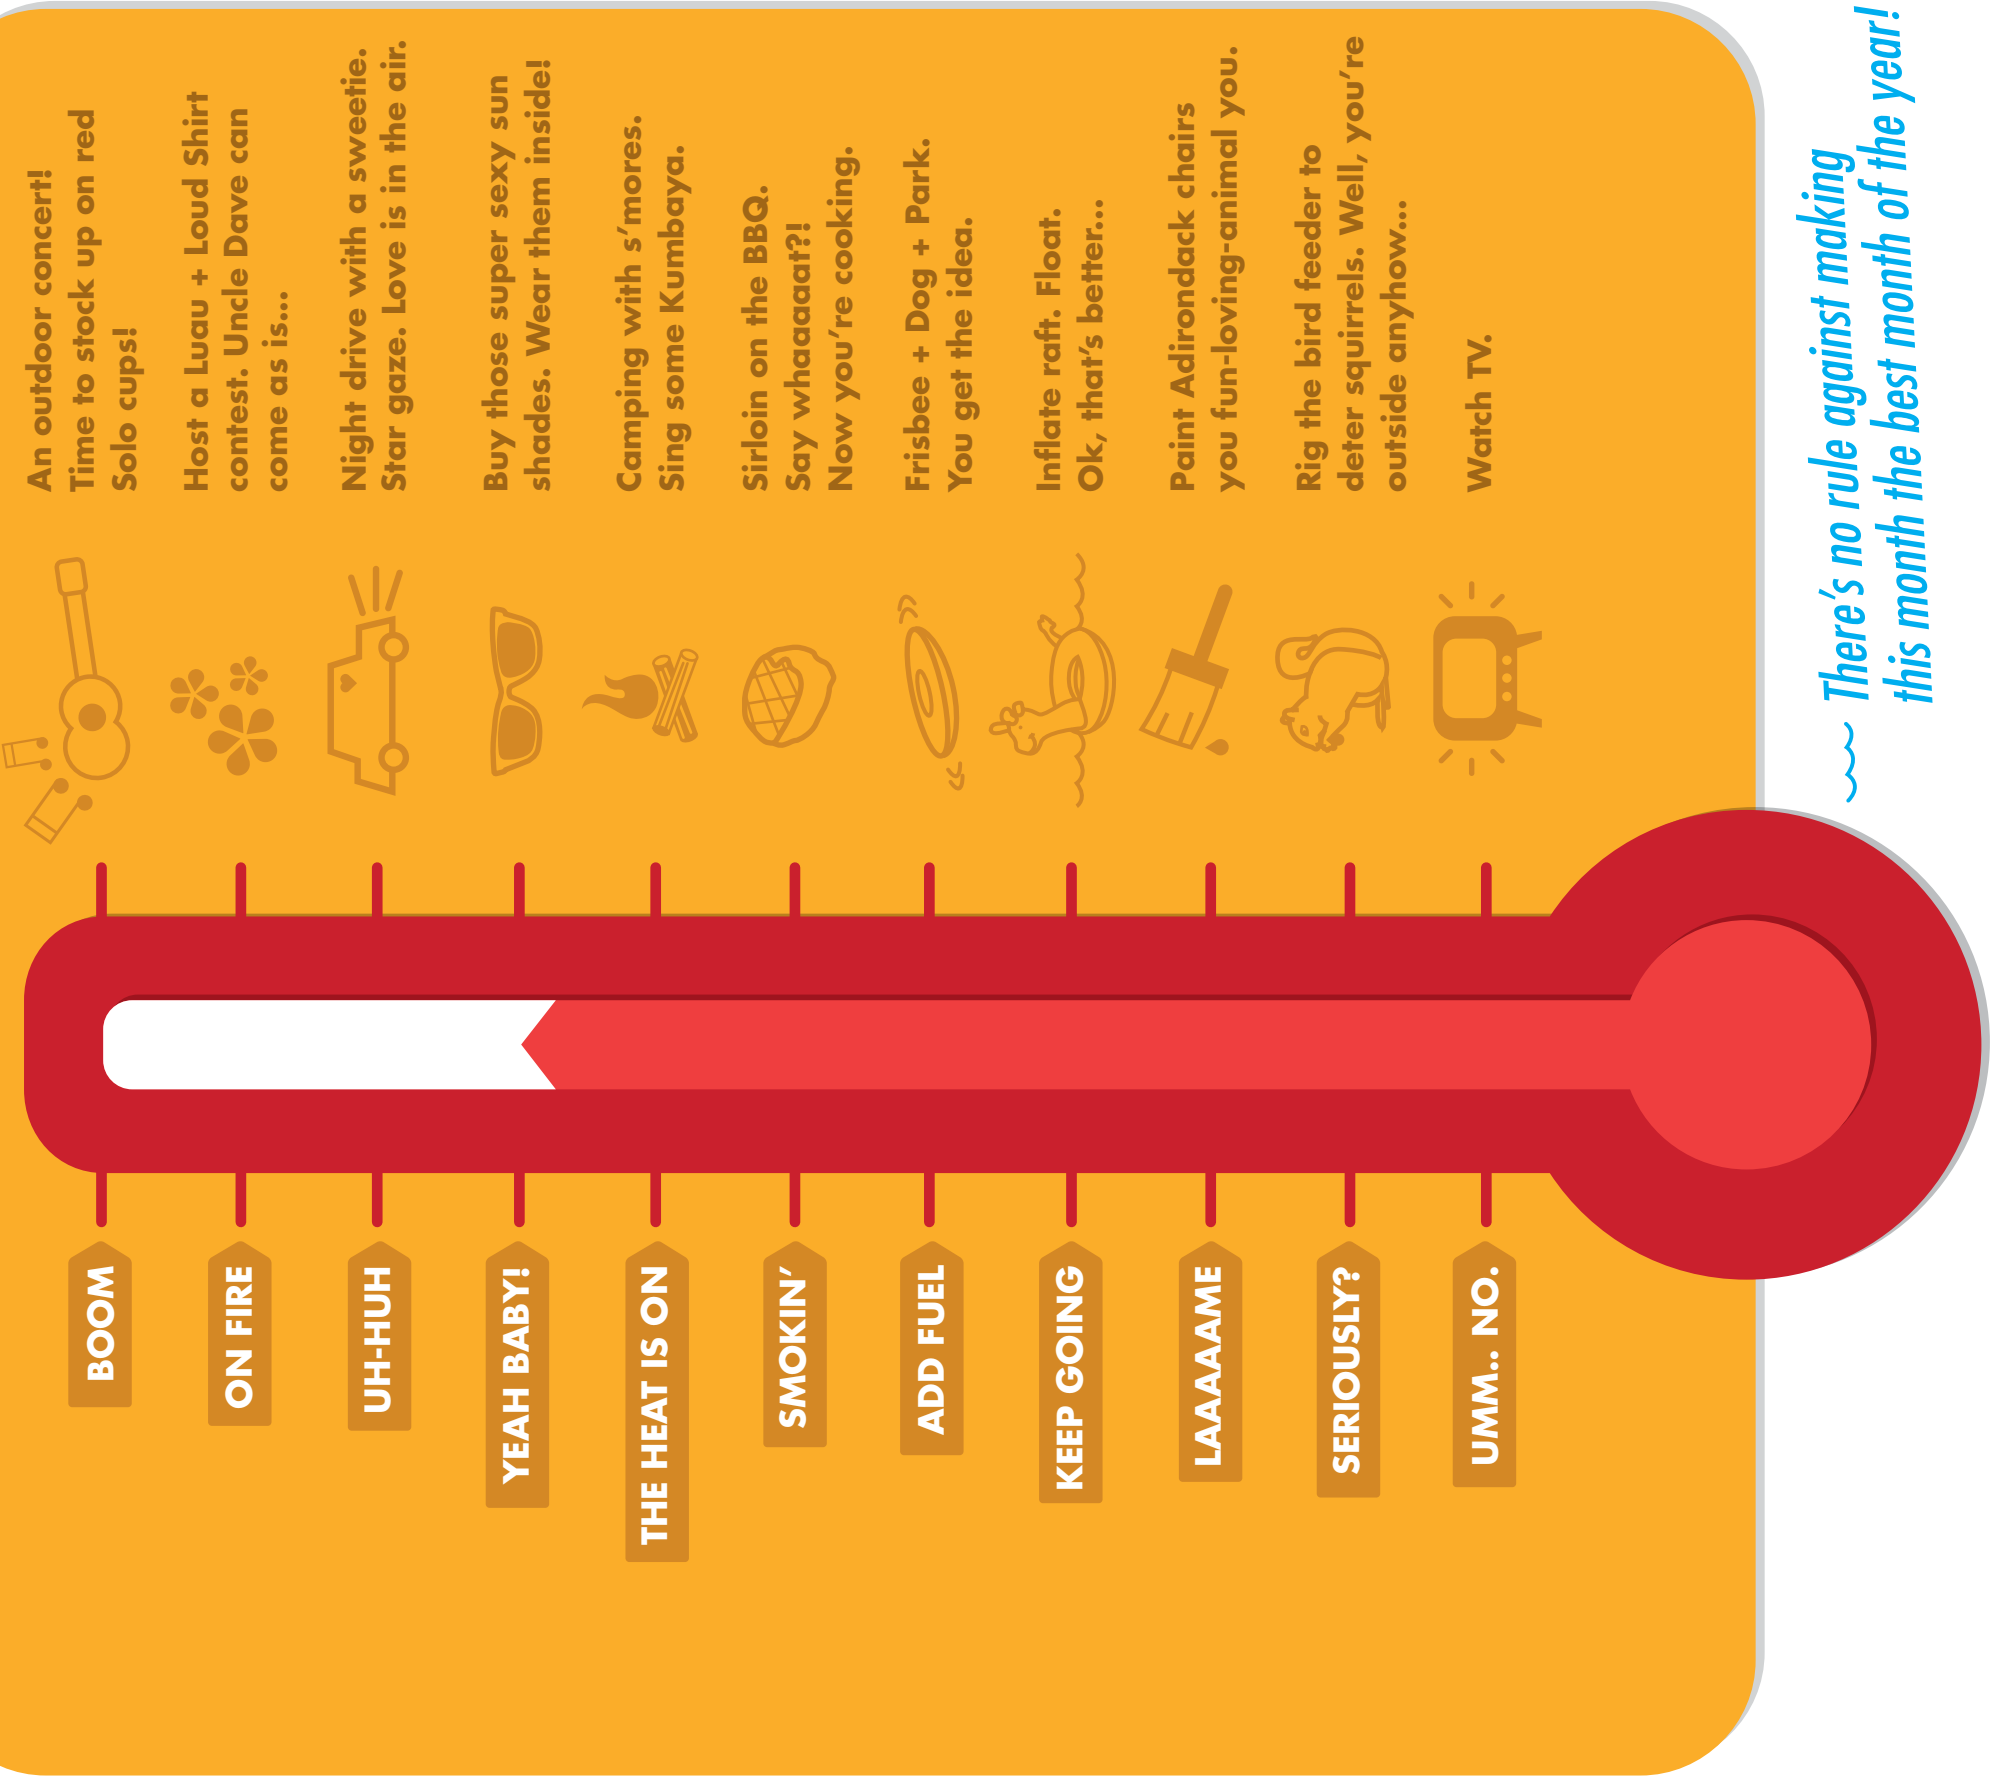 BOOM
An outdoor concert!
Time to stock up on red
Solo cups!
ON FIRE
Host a Luau + Loud Shirt
contest. Uncle Dave can
come as is...
UH-HUH
Night drive with a sweetie.
Star gaze. Love is in the air.
YEAH BABY!
Buy those super sexy sun
shades. Wear them inside!
THE HEAT IS ON
Camping with s’mores.
Sing some Kumbaya.
SMOKIN’
Sirloin on the BBQ.
Say whaaaaat?!
Now you’re cooking.
ADD FUEL
Frisbee + Dog + Park.
You get the idea.
KEEP GOING
Inflate raft. Float.
Ok, that’s better...
LAAAAAME
Paint Adirondack chairs
you fun-loving-animal you.
SERIOUSLY?
Rig the bird feeder to
deter squirrels. Well, you’re
outside anyhow...
UMM.. NO.
Watch TV.
There’s no rule against making
this month the best month of the year!